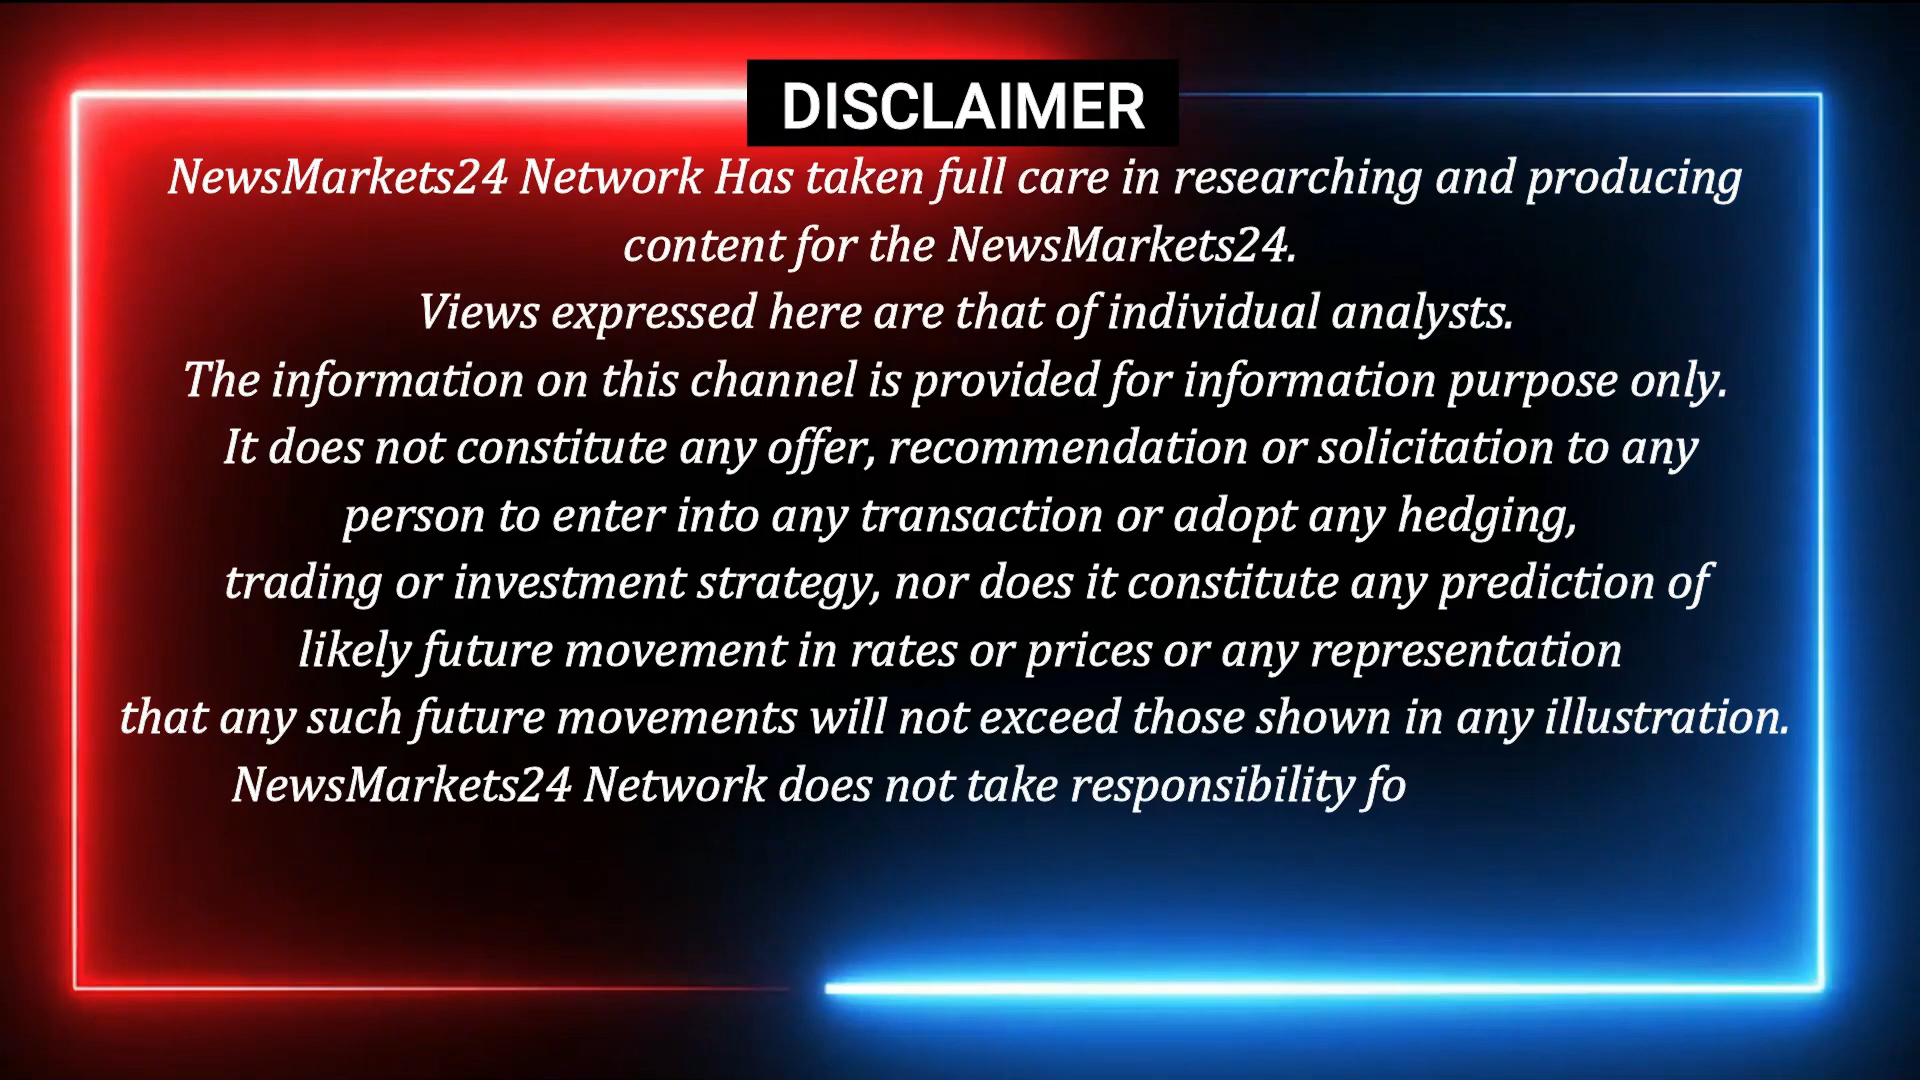 DISCLAIMER
NewsMarkets24 Network Has taken full care in researching and producing
content for the NewsMarkets24.
Views expressed here are that of individual analysts.
The information on this channel is provided for information purpose only.
It does not constitute any offer, recommendation or solicitation to any
person to enter into any transaction or adopt any hedging,
trading or investment strategy, nor does it constitute any prediction of
likely future movement in rates or prices or any representation
that any such future movements will not exceed those shown in any illustration.
NewsMarkets24 Network does not take responsibility fo